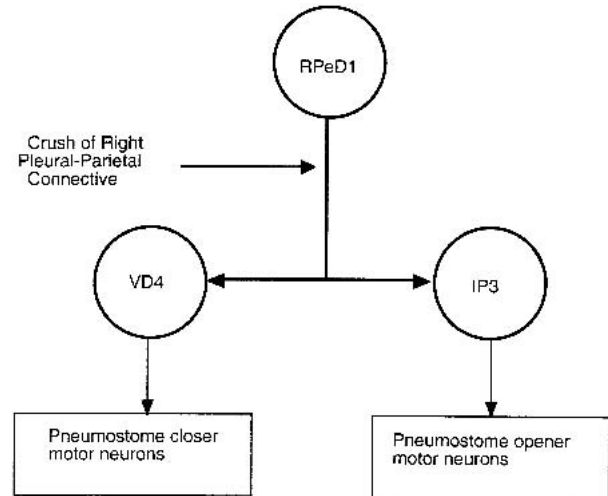 RPeD1
Crush of Right
Pleural-Parietal
Connective
VD4
IP3
Pneumostome closer
motor neurons
Pneumostome opener
motor neurons